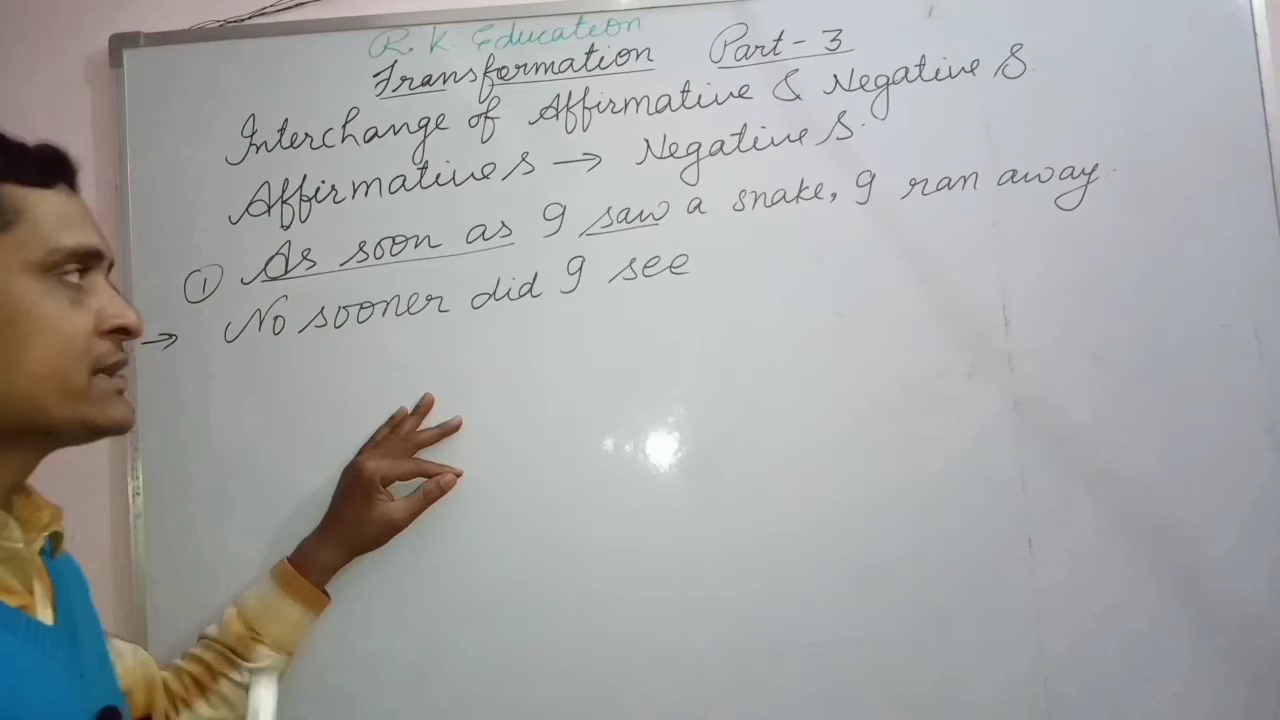 R. K. Education
Transformation Part-3
Interchange of Affirmative & Negative S.
Affirmative S → Negative S.
① As soon as I saw a snake, I ran away.
→ No sooner did I see